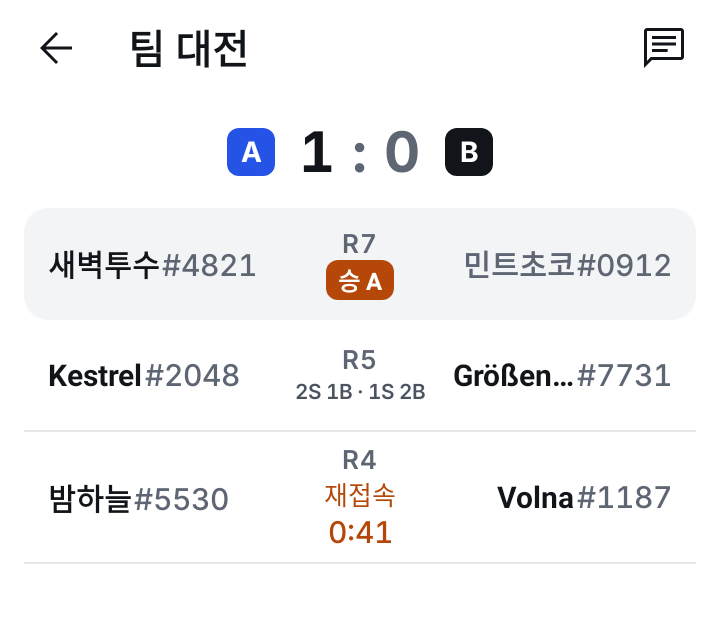 팀 대전
A 1 : 0 B
새벽투수#4821
R7
승 A
민트초코#0912
Kestrel#2048
R5
2S 1B · 1S 2B
Größen...#7731
밤하늘#5530
R4
재접속
0:41
Volna#1187